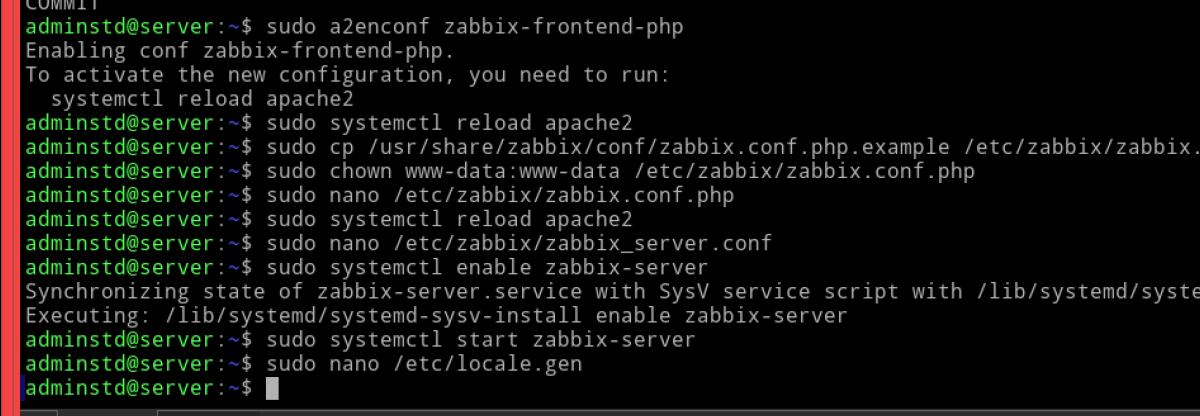 COMMIT
adminstd@server:~$ sudo a2enconf zabbix-frontend-php
Enabling conf zabbix-frontend-php.
To activate the new configuration, you need to run:
  systemctl reload apache2
adminstd@server:~$ sudo systemctl reload apache2
adminstd@server:~$ sudo cp /usr/share/zabbix/conf/zabbix.conf.php.example /etc/zabbix/zabbix.
adminstd@server:~$ sudo chown www-data:www-data /etc/zabbix/zabbix.conf.php
adminstd@server:~$ sudo nano /etc/zabbix/zabbix.conf.php
adminstd@server:~$ sudo systemctl reload apache2
adminstd@server:~$ sudo nano /etc/zabbix/zabbix_server.conf
adminstd@server:~$ sudo systemctl enable zabbix-server
Synchronizing state of zabbix-server.service with SysV service script with /lib/systemd/syste
Executing: /lib/systemd/systemd-sysv-install enable zabbix-server
adminstd@server:~$ sudo systemctl start zabbix-server
adminstd@server:~$ sudo nano /etc/locale.gen
adminstd@server:~$